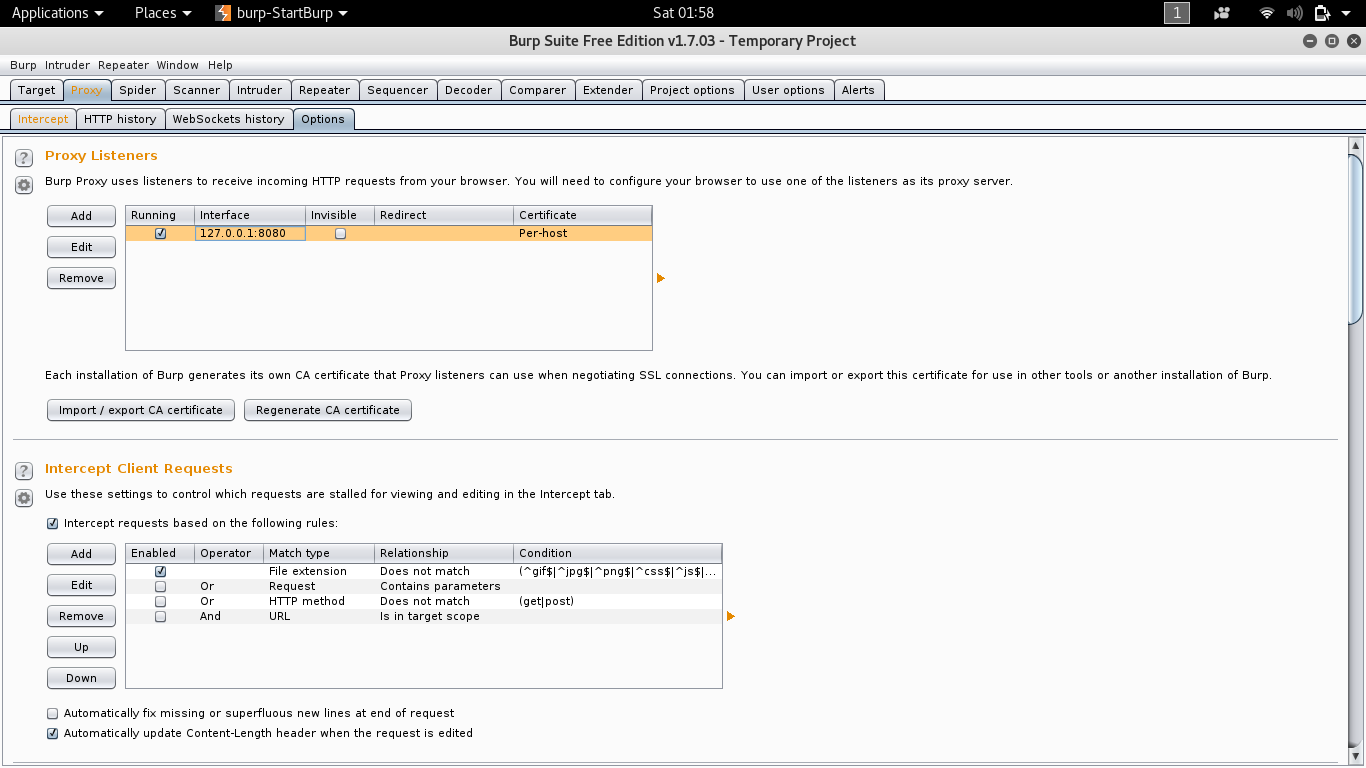 Applications Places burp-StartBurp Sat 01:58 1
Burp Suite Free Edition v1.7.03 - Temporary Project
Burp Intruder Repeater Window Help
Target Proxy Spider Scanner Intruder Repeater Sequencer Decoder Comparer Extender Project options User options Alerts
Intercept HTTP history WebSockets history Options
? Proxy Listeners
Burp Proxy uses listeners to receive incoming HTTP requests from your browser. You will need to configure your browser to use one of the listeners as its proxy server.
Add Running Interface Invisible Redirect Certificate
127.0.0.1:8080 Per-host
Edit
Remove
Each installation of Burp generates its own CA certificate that Proxy listeners can use when negotiating SSL connections. You can import or export this certificate for use in other tools or another installation of Burp.
Import / export CA certificate Regenerate CA certificate
? Intercept Client Requests
Use these settings to control which requests are stalled for viewing and editing in the Intercept tab.
Intercept requests based on the following rules:
Add Enabled Operator Match type Relationship Condition
File extension Does not match (^gif$|^jpg$|^png$|^css$|^js$|...
Edit Or Request Contains parameters
Or HTTP method Does not match (get|post)
Remove And URL Is in target scope
Up
Down
Automatically fix missing or superfluous new lines at end of request
Automatically update Content-Length header when the request is edited